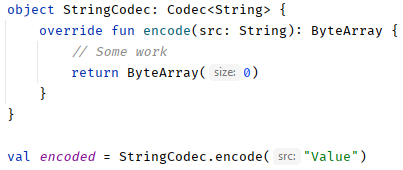 object StringCodec: Codec<String> {
    override fun encode(src: String): ByteArray {
        // Some work
        return ByteArray( size: 0)
    }
}

val encoded = StringCodec.encode( src: "Value")